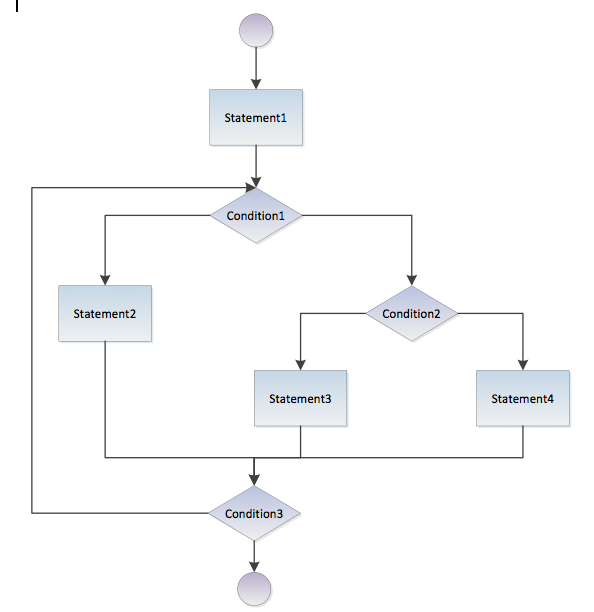 Statement1
Condition1
Statement2
Condition2
Statement3
Statement4
Condition3